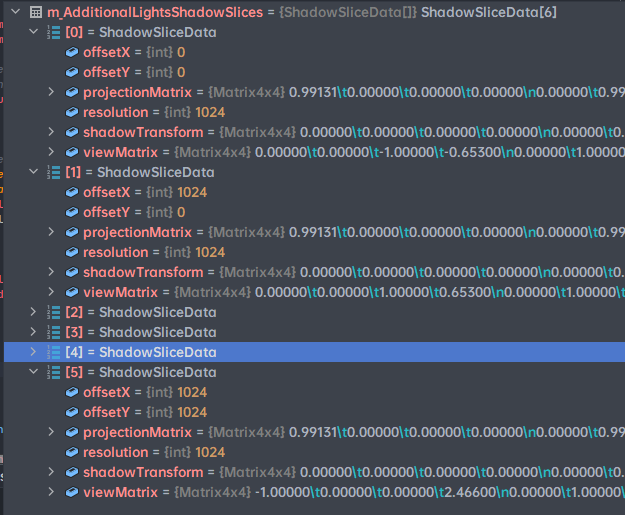 m_AdditionalLightsShadowSlices = {ShadowSliceData[]} ShadowSliceData[6]
[0] = ShadowSliceData
offsetX = {int} 0
offsetY = {int} 0
projectionMatrix = {Matrix4x4} 0.99131\t0.00000\t0.00000\t0.00000\n0.00000\t0.99
resolution = {int} 1024
shadowTransform = {Matrix4x4} 0.00000\t0.00000\t0.00000\t0.00000\n0.00000\t0.
viewMatrix = {Matrix4x4} 0.00000\t0.00000\t-1.00000\t-0.65300\n0.00000\t1.00000
[1] = ShadowSliceData
offsetX = {int} 1024
offsetY = {int} 0
projectionMatrix = {Matrix4x4} 0.99131\t0.00000\t0.00000\t0.00000\n0.00000\t0.99
resolution = {int} 1024
shadowTransform = {Matrix4x4} 0.00000\t0.00000\t0.00000\t0.00000\n0.00000\t0.
viewMatrix = {Matrix4x4} 0.00000\t0.00000\t1.00000\t0.65300\n0.00000\t1.00000\t
[2] = ShadowSliceData
[3] = ShadowSliceData
[4] = ShadowSliceData
[5] = ShadowSliceData
offsetX = {int} 1024
offsetY = {int} 1024
projectionMatrix = {Matrix4x4} 0.99131\t0.00000\t0.00000\t0.00000\n0.00000\t0.99
resolution = {int} 1024
shadowTransform = {Matrix4x4} 0.00000\t0.00000\t0.00000\t0.00000\n0.00000\t0.
viewMatrix = {Matrix4x4} -1.00000\t0.00000\t0.00000\t2.46600\n0.00000\t1.00000\